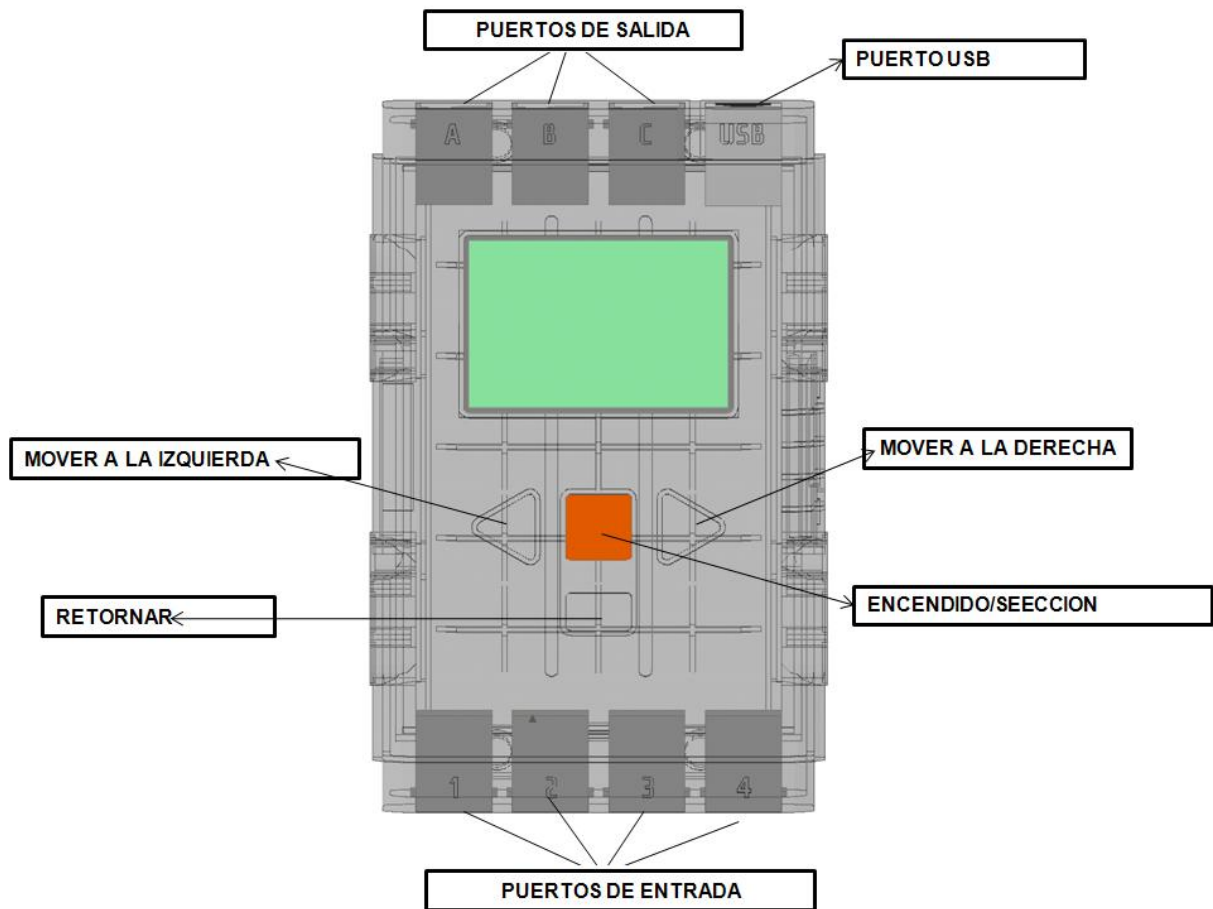 PUERTOS DE SALIDA
PUERTO USB
A B C USB
MOVER A LA IZQUIERDA
MOVER A LA DERECHA
RETORNAR
ENCENDIDO/SEECCION
1 2 3 4
PUERTOS DE ENTRADA